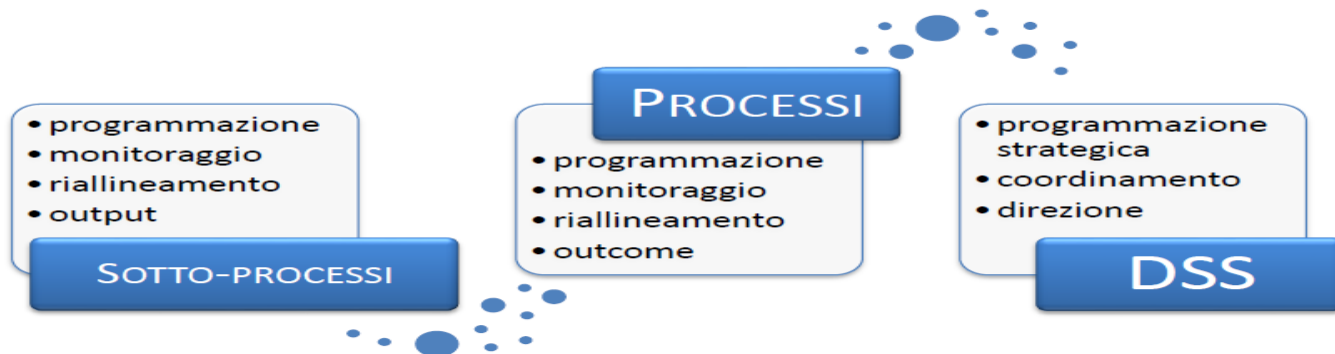 • programmazione
• monitoraggio
• riallineamento
• output
SOTTO-PROCESSI
PROCESSI
• programmazione
• monitoraggio
• riallineamento
• outcome
• programmazione
strategica
• coordinamento
• direzione
DSS